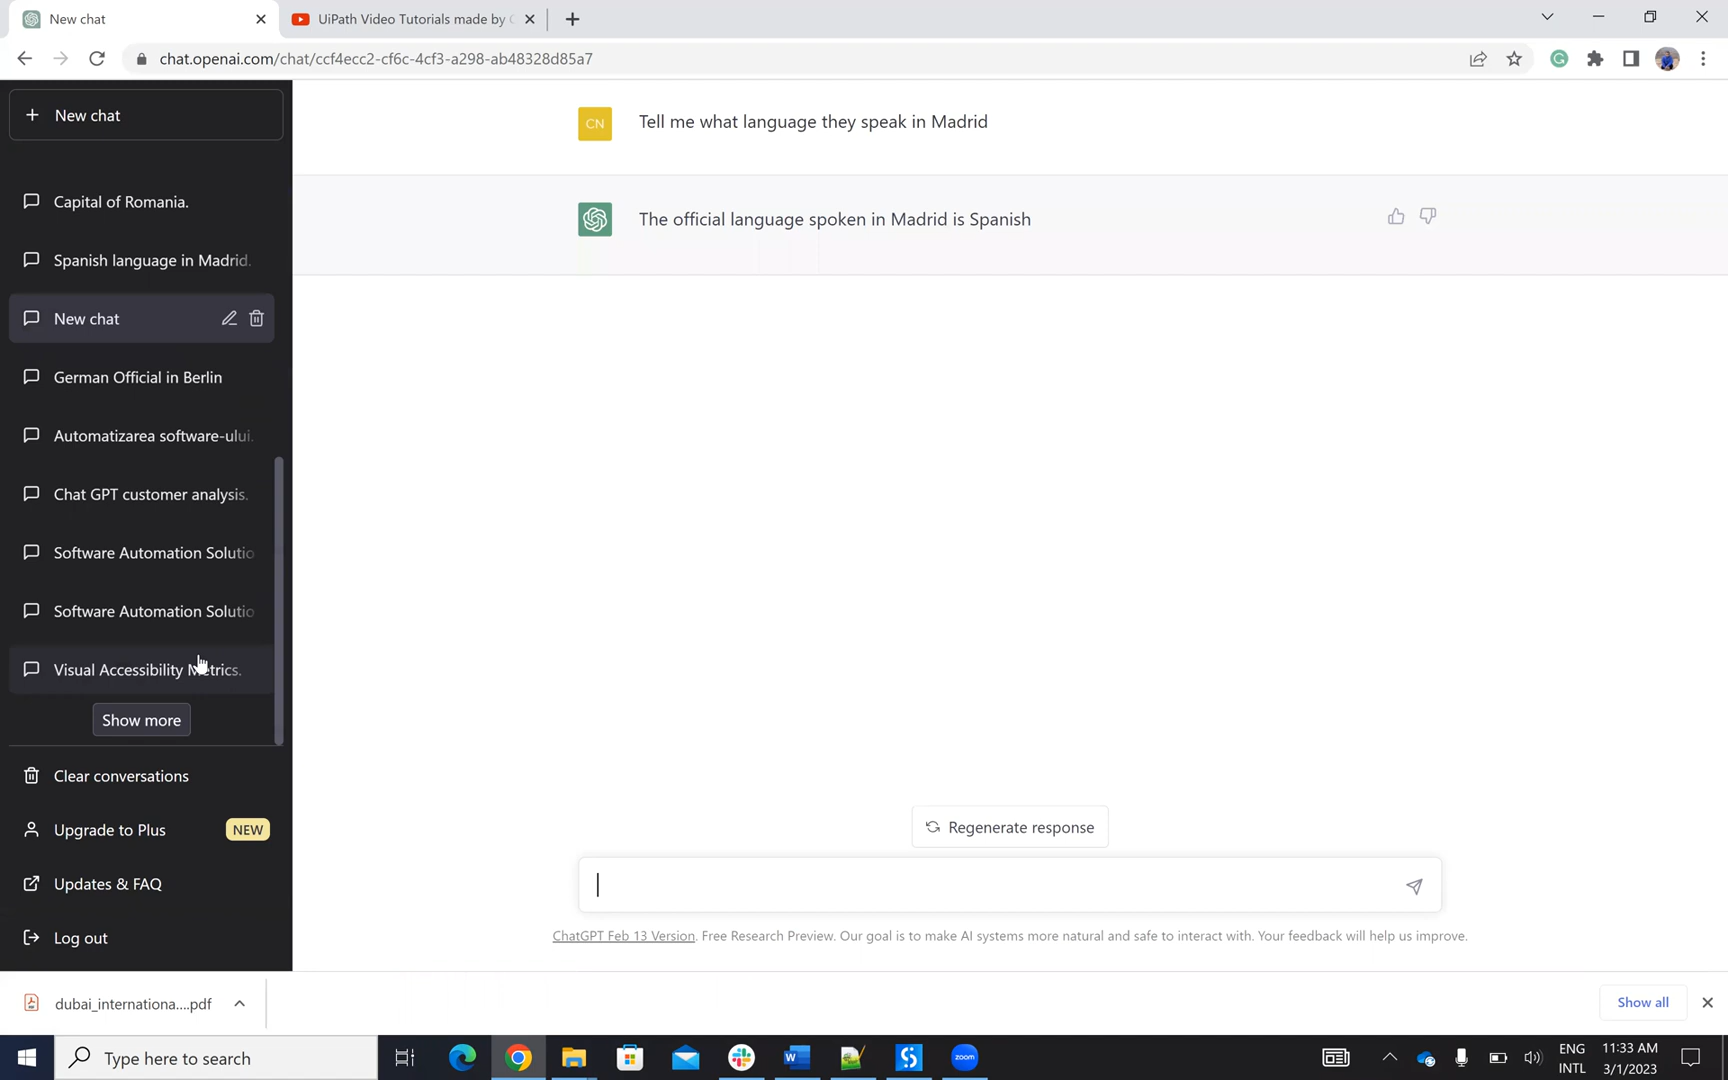 New chat
UiPath Video Tutorials made by
chat.openai.com/chat/ccf4ecc2-cf6c-4cf3-a298-ab48328d85a7
New chat
Capital of Romania.
Spanish language in Madrid.
New chat
German Official in Berlin
Automatizarea software-ului.
Chat GPT customer analysis.
Software Automation Solutio
Software Automation Solutio
Visual Accessibility Metrics.
Show more
Clear conversations
Upgrade to Plus NEW
Updates & FAQ
Log out
CN Tell me what language they speak in Madrid
The official language spoken in Madrid is Spanish
Regenerate response
ChatGPT Feb 13 Version. Free Research Preview. Our goal is to make AI systems more natural and safe to interact with. Your feedback will help us improve.
dubai_internationa....pdf
Show all
Type here to search
zoom
ENG
INTL
11:33 AM
3/1/2023